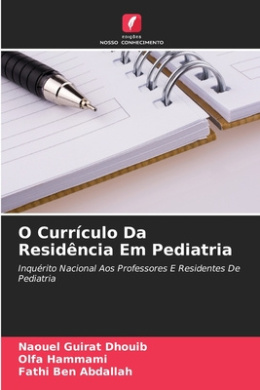 edições
NOSSO CONHECIMENTO
O Currículo Da
Residência Em Pediatria
Inquérito Nacional Aos Professores E Residentes De
Pediatria
Naouel Guirat Dhouib
Olfa Hammami
Fathi Ben Abdallah